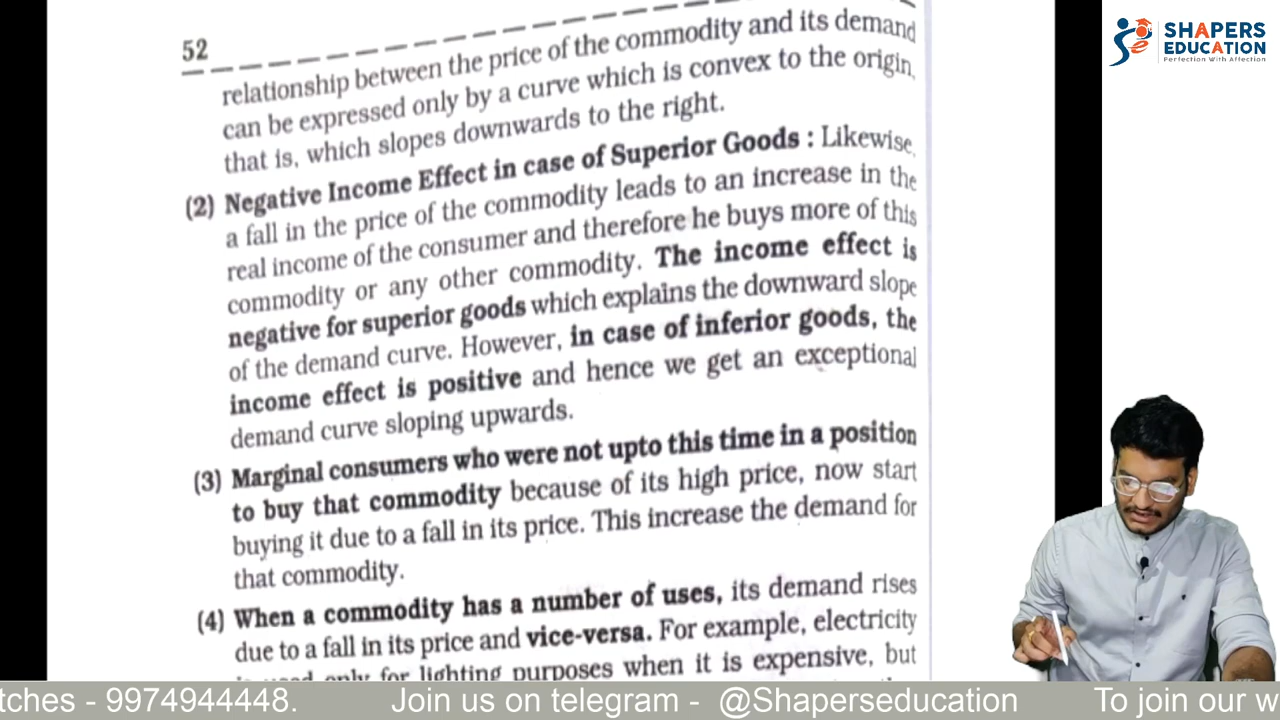 52
relationship between the price of the commodity and its demand
can be expressed only by a curve which is convex to the origin,
that is, which slopes downwards to the right.
(2) Negative Income Effect in case of Superior Goods : Likewise,
a fall in the price of the commodity leads to an increase in the
real income of the consumer and therefore he buys more of this
commodity or any other commodity. The income effect is
negative for superior goods which explains the downward slope
of the demand curve. However, in case of inferior goods, the
income effect is positive and hence we get an exceptional
demand curve sloping upwards.
(3) Marginal consumers who were not upto this time in a position
to buy that commodity because of its high price, now start
buying it due to a fall in its price. This increase the demand for
that commodity.
(4) When a commodity has a number of uses, its demand rises
due to a fall in its price and vice-versa. For example, electricity
only for lighting purposes when it is expensive, but
SHAPERS
EDUCATION
Perfection With Affection
tches - 9974944448. Join us on telegram - @Shaperseducation To join our w